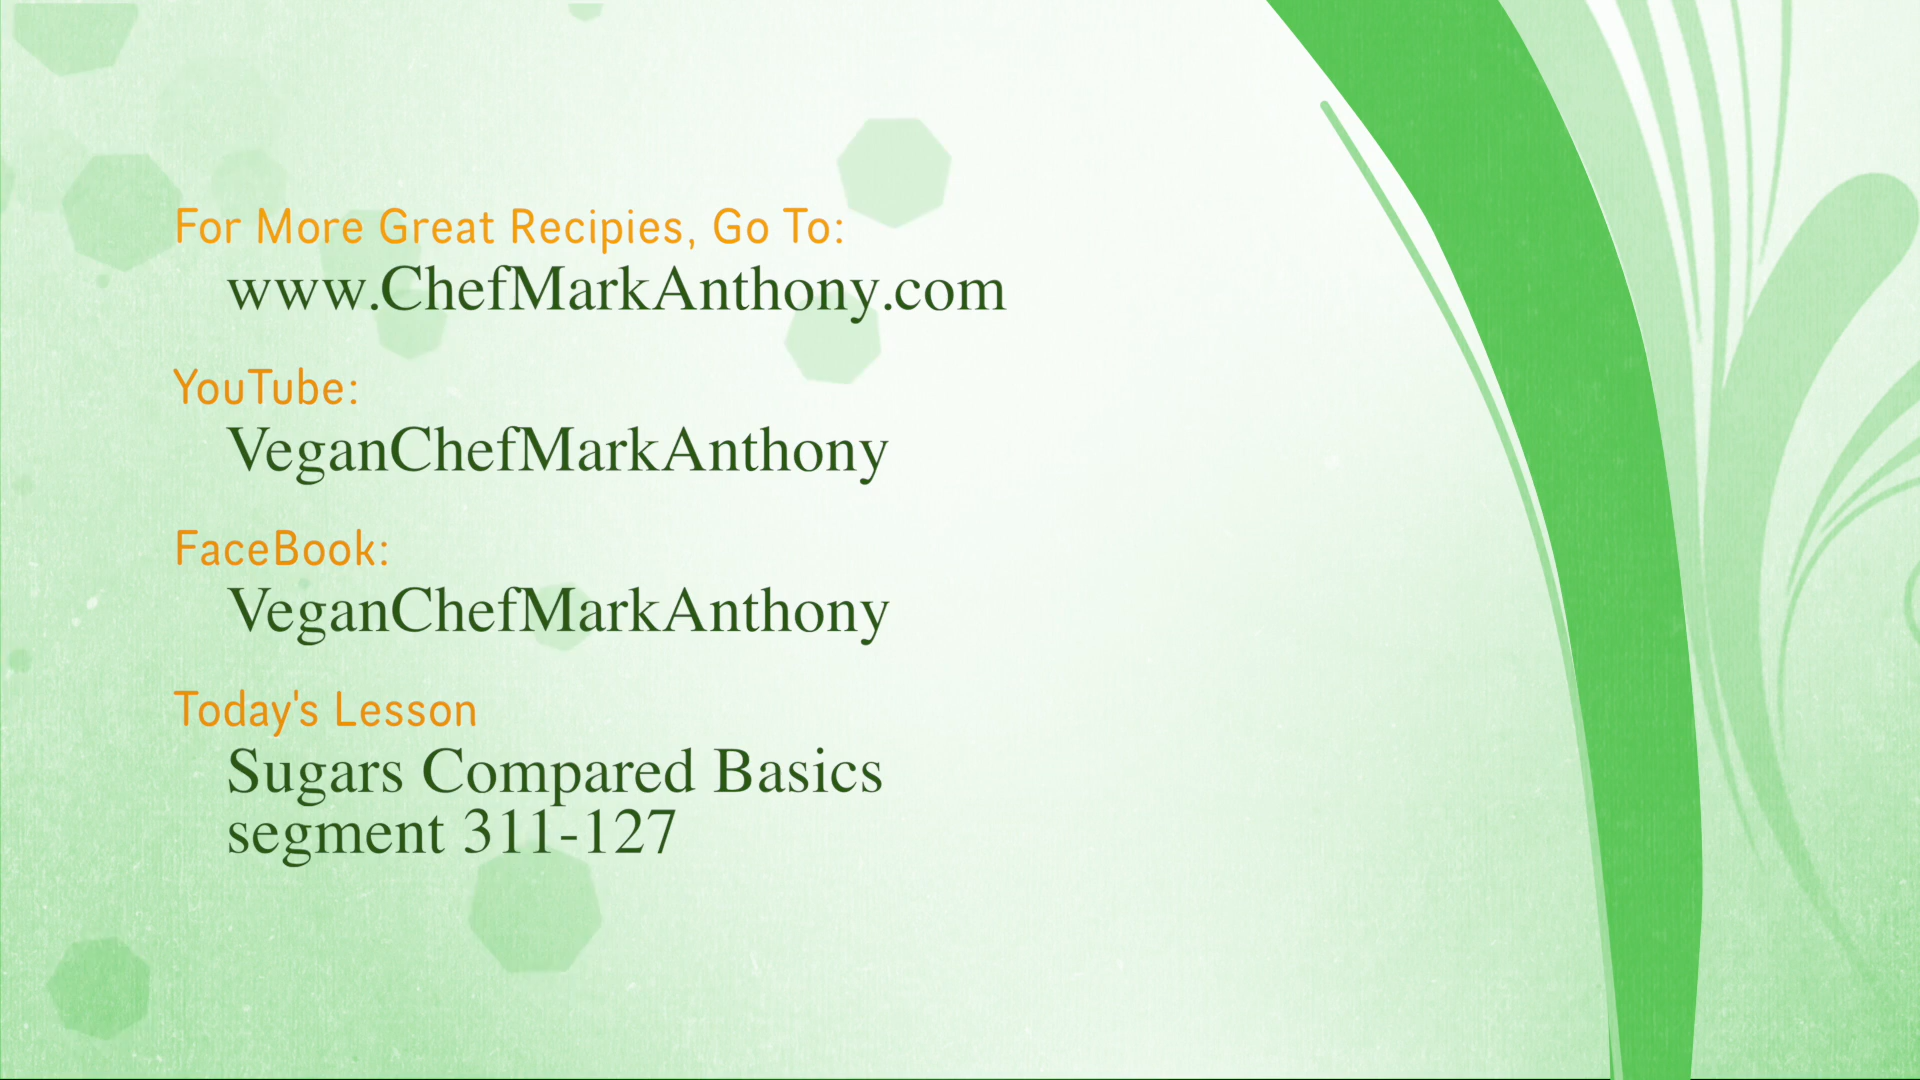 For More Great Recipies, Go To:
www.ChefMarkAnthony.com
YouTube:
VeganChefMarkAnthony
FaceBook:
VeganChefMarkAnthony
Today's Lesson
Sugars Compared Basics
segment 311-127